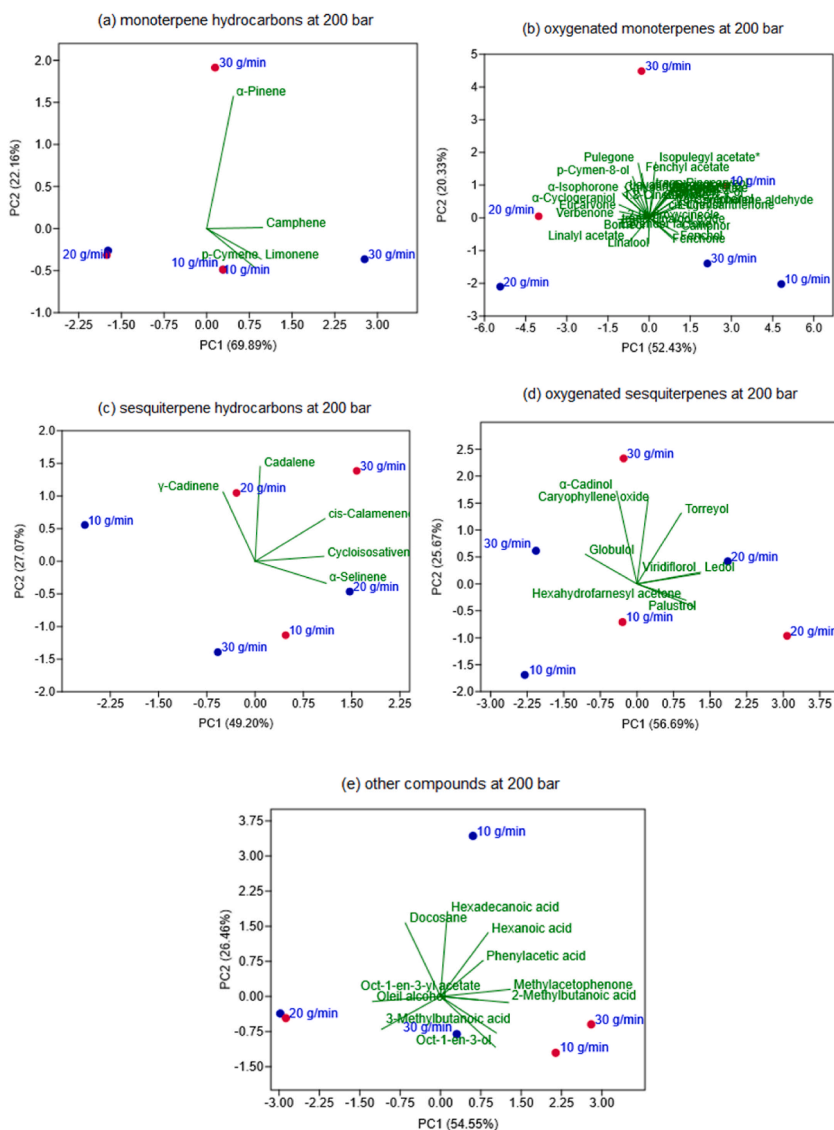 (a) monoterpene hydrocarbons at 200 bar
2.0
1.5
1.0
0.5
0.0
-0.5
-1.0
PC2 (22.16%)
30 g/min
α-Pinene
Camphene
p-Cymene Limonene
20 g/min
10 g/min
10 g/min
30 g/min
-2.25 -1.50 -0.75 0.00 0.75 1.50 2.25 3.00
PC1 (69.89%)
(b) oxygenated monoterpenes at 200 bar
5
4
3
2
1
0
-1
-2
-3
PC2 (20.33%)
30 g/min
Pulegone
Isopulegyl acetate*
p-Cymen-8-ol
Fenchyl acetate
10 g/min
α-Isophorone
α-Cyclogeraniol
Eucarvone
20 g/min
Verbenone
Camphor
Linalyl acetate
Fenchol
Linalool
Fenchone
30 g/min
20 g/min
10 g/min
-6.0 -4.5 -3.0 -1.5 0.0 1.5 3.0 4.5 6.0
PC1 (52.43%)
(c) sesquiterpene hydrocarbons at 200 bar
2.0
1.5
1.0
0.5
0.0
-0.5
-1.0
-1.5
-2.0
PC2 (27.07%)
Cadalene
30 g/min
γ-Cadinene
20 g/min
10 g/min
cis-Calamenene
Cycloisosativen
α-Selinene
20 g/min
10 g/min
30 g/min
-2.25 -1.50 -0.75 0.00 0.75 1.50 2.25
PC1 (49.20%)
(d) oxygenated sesquiterpenes at 200 bar
2.5
2.0
1.5
1.0
0.5
0.0
-0.5
-1.0
-1.5
-2.0
PC2 (25.67%)
30 g/min
α-Cadinol
Caryophyllene oxide
Torreyol
30 g/min
Globulol
20 g/min
Viridiflorol Ledol
Hexahydrofarnesyl acetone
Palustrol
10 g/min
20 g/min
10 g/min
-3.00 -2.25 -1.50 -0.75 0.00 0.75 1.50 2.25 3.00 3.75
PC1 (56.69%)
(e) other compounds at 200 bar
3.75
3.00
2.25
1.50
0.75
0.00
-0.75
-1.50
PC2 (26.46%)
10 g/min
Hexadecanoic acid
Docosane
Hexanoic acid
Phenylacetic acid
Oct-1-en-3-yl acetate
Methylacetophenone
Oleil alcohol
2-Methylbutanoic acid
20 g/min
3-Methylbutanoic acid
30 g/min
30 g/min
Oct-1-en-3-ol
10 g/min
-3.00 -2.25 -1.50 -0.75 0.00 0.75 1.50 2.25 3.00
PC1 (54.55%)